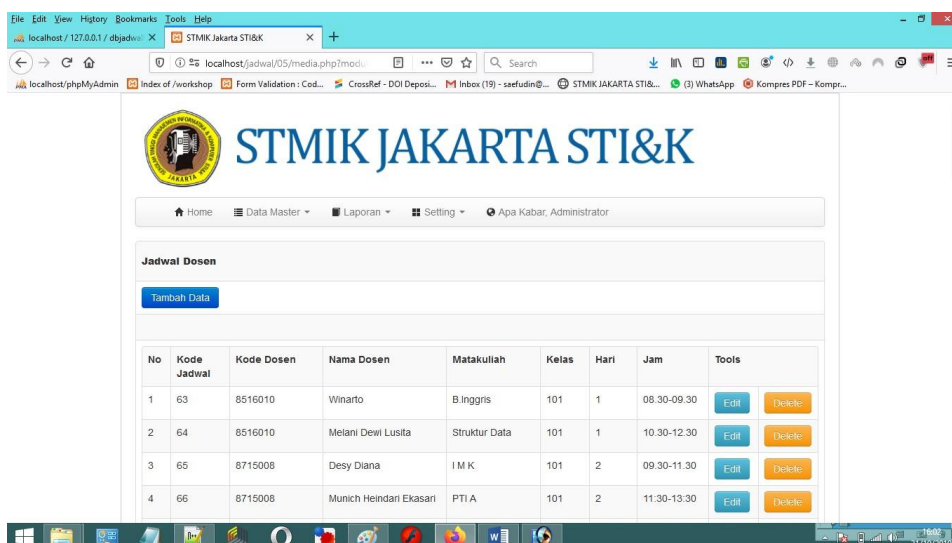 File Edit View History Bookmarks Tools Help
localhost / 127.0.0.1 / dbjadwal STMIK Jakarta STI&K
localhost/jadwal/05/media.php?modu Search
localhost/phpMyAdmin Index of /workshop Form Validation : Cod... CrossRef - DOI Deposi... Inbox (19) - saefudin@... STMIK JAKARTA STI&... (3) WhatsApp Kompres PDF – Kompr...
STMIK JAKARTA STI&K
Home Data Master Laporan Setting Apa Kabar, Administrator
Jadwal Dosen
Tambah Data
No Kode Jadwal Kode Dosen Nama Dosen Matakuliah Kelas Hari Jam Tools
1 63 8516010 Winarto B.Inggris 101 1 08.30-09.30 Edit Delete
2 64 8516010 Melani Dewi Lusita Struktur Data 101 1 10.30-12.30 Edit Delete
3 65 8715008 Desy Diana I M K 101 2 09.30-11.30 Edit Delete
4 66 8715008 Munich Heindari Ekasari PTI A 101 2 11:30-13:30 Edit Delete
16:02